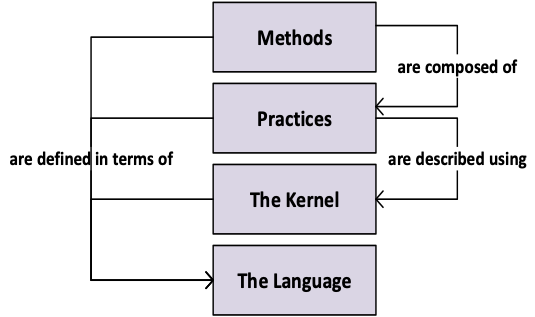 Methods
are composed of
Practices
are defined in terms of
are described using
The Kernel
The Language